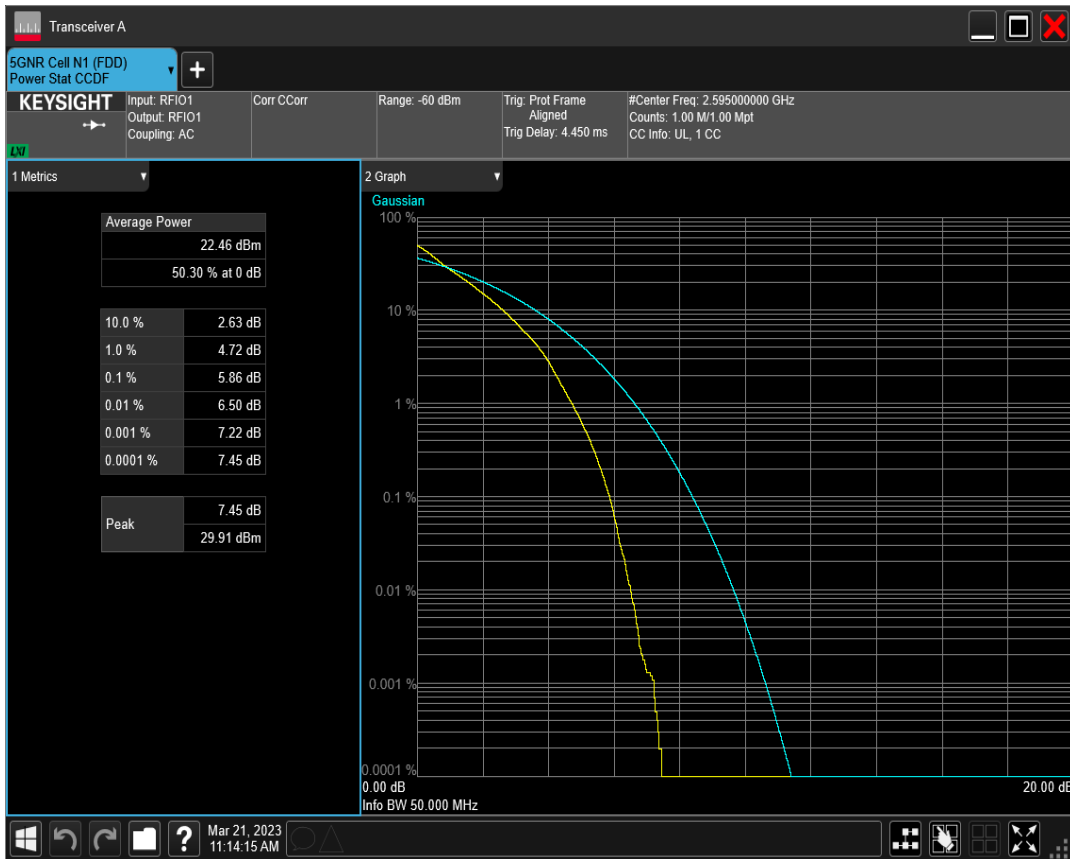 Transceiver A
5GNR Cell N1 (FDD)
Power Stat CCDF
+
KEYSIGHT
LXI
Input: RFIO1
Output: RFIO1
Coupling: AC
Corr CCorr
Range: -60 dBm
Trig: Prot Frame
Aligned
Trig Delay: 4.450 ms
#Center Freq: 2.595000000 GHz
Counts: 1.00 M/1.00 Mpt
CC Info: UL, 1 CC
1 Metrics
Average Power
22.46 dBm
50.30 % at 0 dB
10.0 % 2.63 dB
1.0 % 4.72 dB
0.1 % 5.86 dB
0.01 % 6.50 dB
0.001 % 7.22 dB
0.0001 % 7.45 dB
Peak 7.45 dB
29.91 dBm
2 Graph
Gaussian
100 %
10 %
1 %
0.1 %
0.01 %
0.001 %
0.0001 %
0.00 dB 20.00 dB
Info BW 50.000 MHz
?
Mar 21, 2023
11:14:15 AM